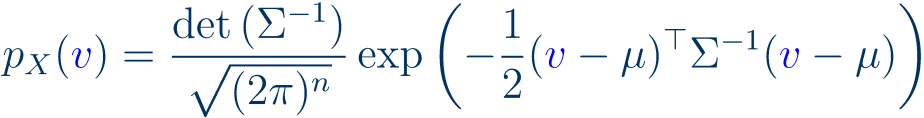 p_X(v) = \frac{\det(\Sigma^{-1})}{\sqrt{(2\pi)^n}} \exp\left(-\frac{1}{2}(v - \mu)^\top \Sigma^{-1}(v - \mu)\right)